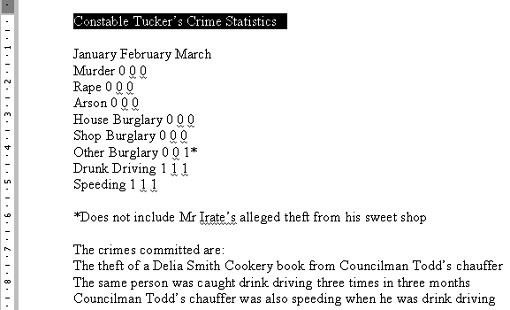 Constable Tucker's Crime Statistics
January February March
Murder 0 0 0
Rape 0 0 0
Arson 0 0 0
House Burglary 0 0 0
Shop Burglary 0 0 0
Other Burglary 0 0 1*
Drunk Driving 1 1 1
Speeding 1 1 1
*Does not include Mr Irate's alleged theft from his sweet shop
The crimes committed are:
The theft of a Delia Smith Cookery book from Councilman Todd's chauffer
The same person was caught drink driving three times in three months
Councilman Todd's chauffer was also speeding when he was drink driving